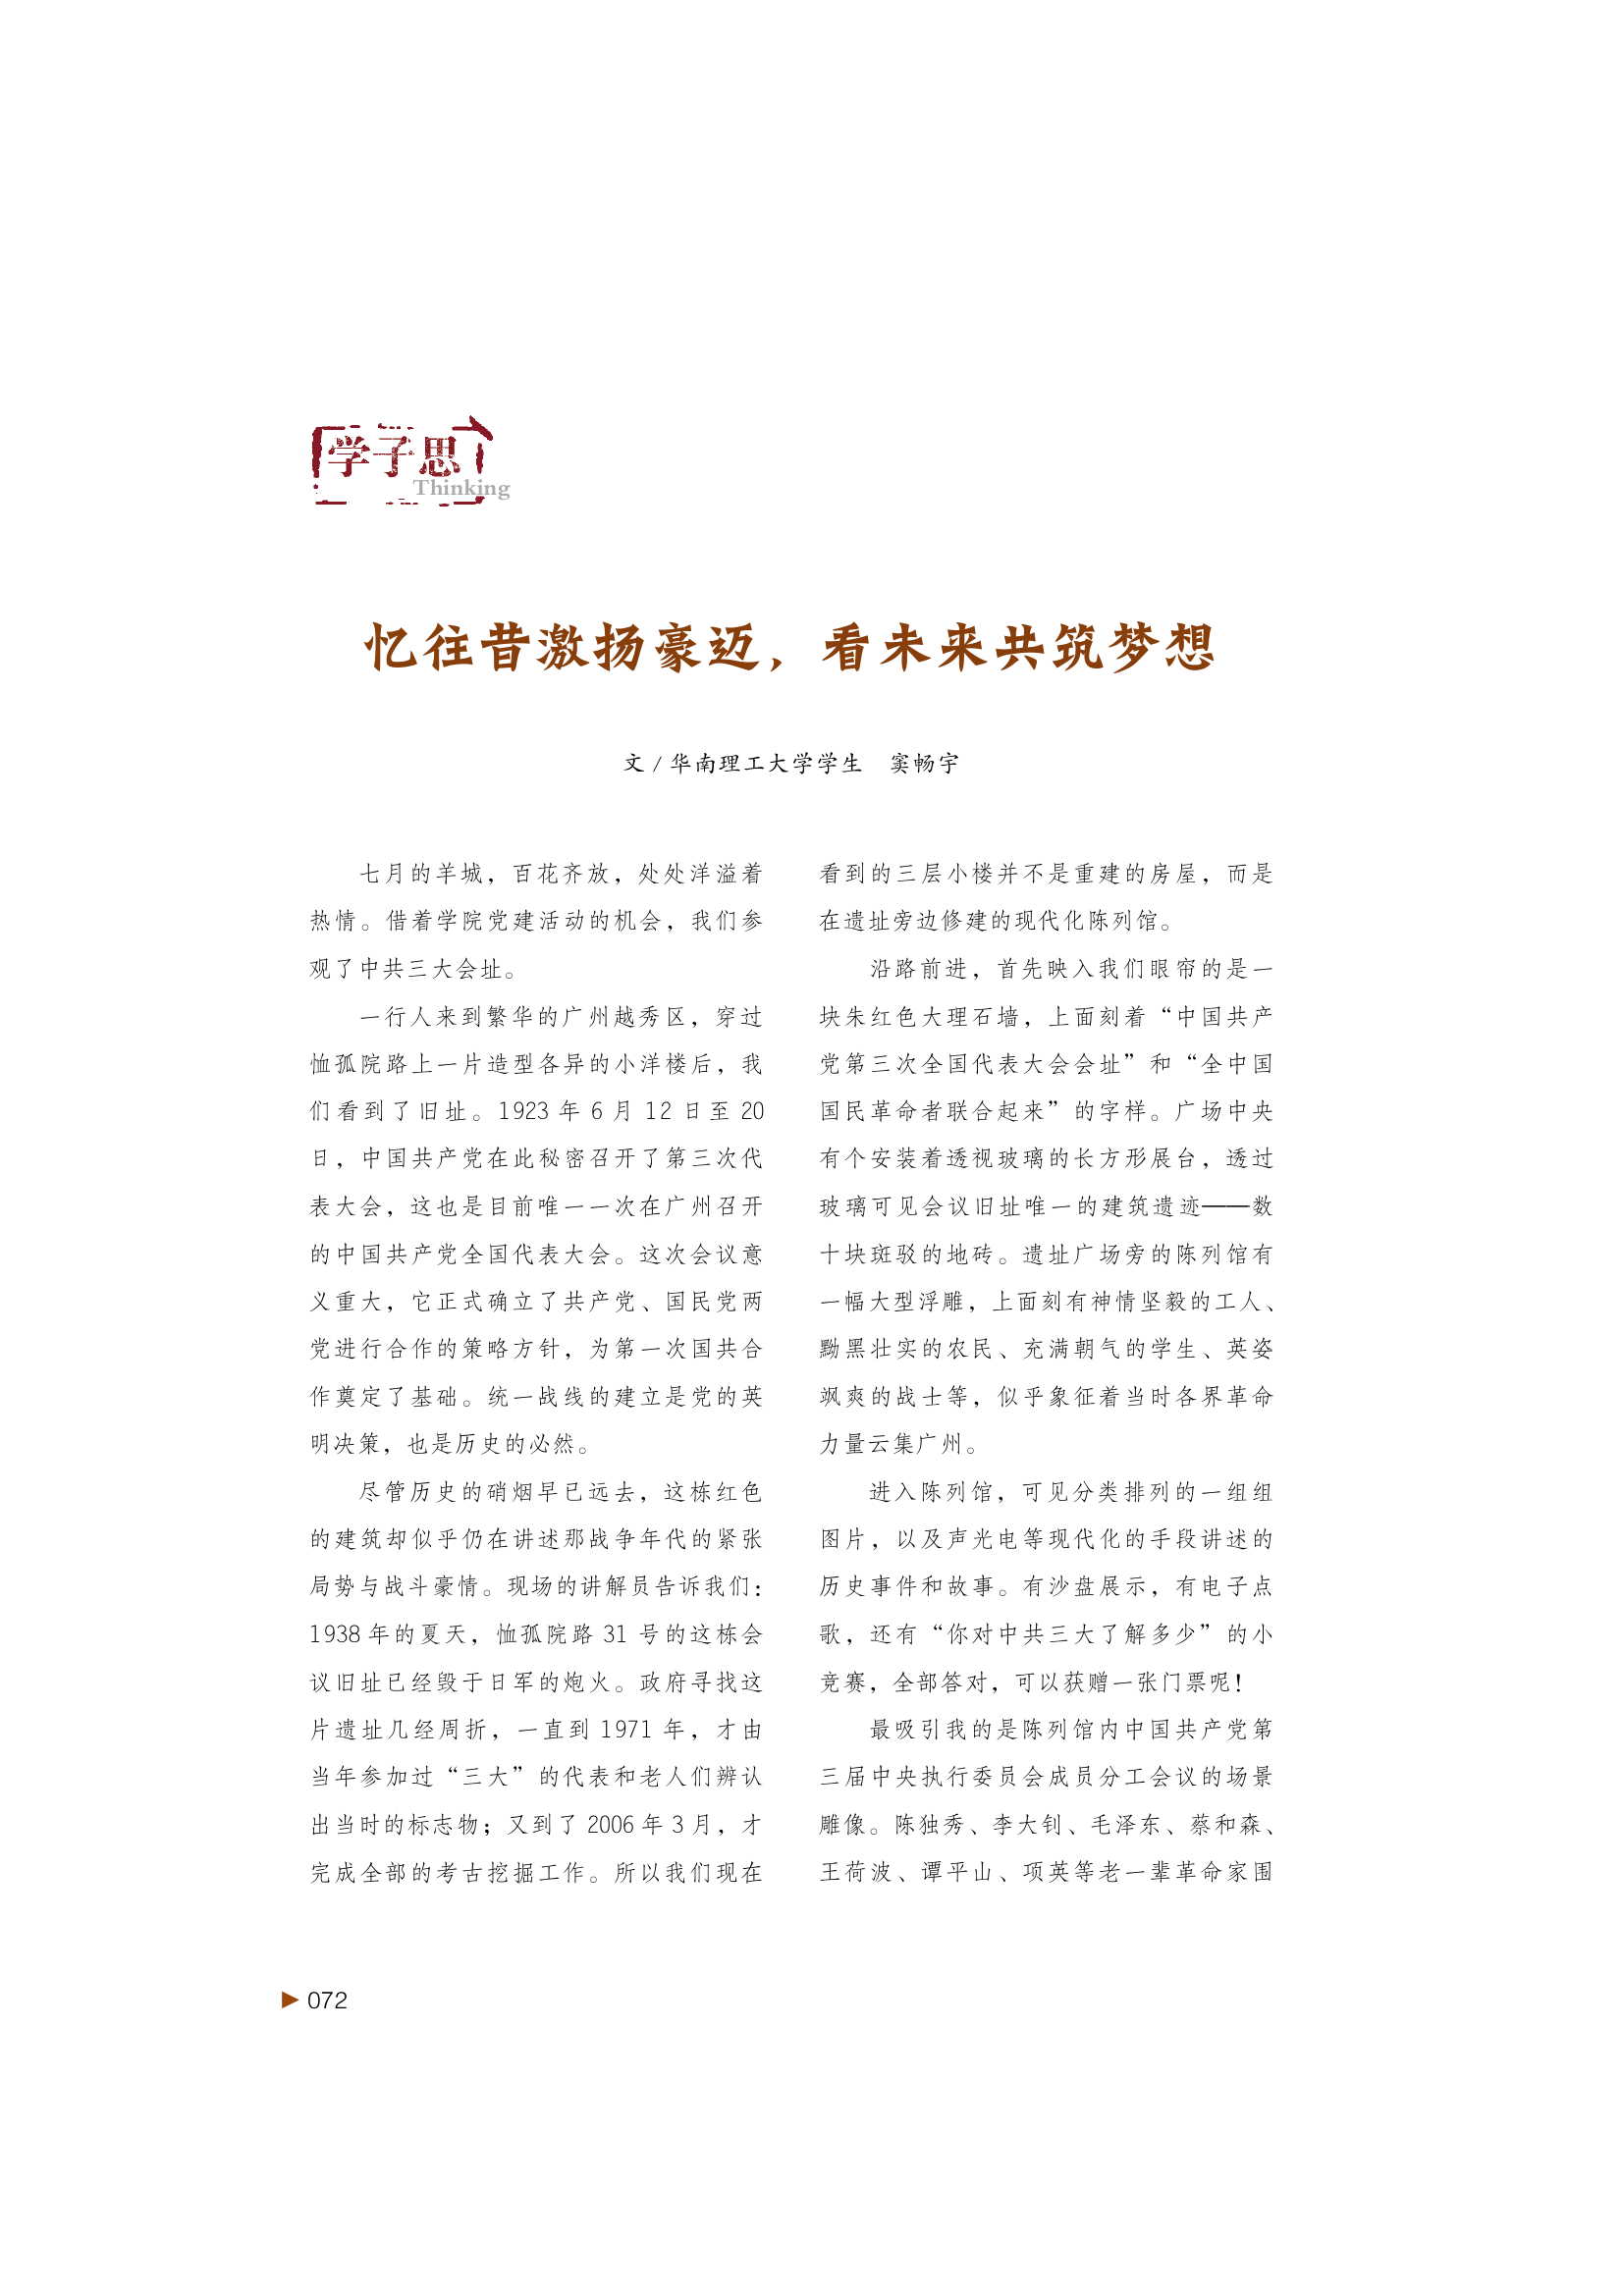 学子思
Thinking
忆往昔激扬豪迈，看未来共筑梦想
文/华南理工大学学生　窦畅宇
七月的羊城，百花齐放，处处洋溢着
热情。借着学院党建活动的机会，我们参
观了中共三大会址。
一行人来到繁华的广州越秀区，穿过
恤孤院路上一片造型各异的小洋楼后，我
们看到了旧址。1923 年 6 月 12 日至 20
日，中国共产党在此秘密召开了第三次代
表大会，这也是目前唯一一次在广州召开
的中国共产党全国代表大会。这次会议意
义重大，它正式确立了共产党、国民党两
党进行合作的策略方针，为第一次国共合
作奠定了基础。统一战线的建立是党的英
明决策，也是历史的必然。
尽管历史的硝烟早已远去，这栋红色
的建筑却似乎仍在讲述那战争年代的紧张
局势与战斗豪情。现场的讲解员告诉我们：
1938 年的夏天，恤孤院路 31 号的这栋会
议旧址已经毁于日军的炮火。政府寻找这
片遗址几经周折，一直到 1971 年，才由
当年参加过“三大”的代表和老人们辨认
出当时的标志物；又到了 2006 年 3 月，才
完成全部的考古挖掘工作。所以我们现在
看到的三层小楼并不是重建的房屋，而是
在遗址旁边修建的现代化陈列馆。
沿路前进，首先映入我们眼帘的是一
块朱红色大理石墙，上面刻着“中国共产
党第三次全国代表大会会址”和“全中国
国民革命者联合起来”的字样。广场中央
有个安装着透视玻璃的长方形展台，透过
玻璃可见会议旧址唯一的建筑遗迹——数
十块斑驳的地砖。遗址广场旁的陈列馆有
一幅大型浮雕，上面刻有神情坚毅的工人、
黝黑壮实的农民、充满朝气的学生、英姿
飒爽的战士等，似乎象征着当时各界革命
力量云集广州。
进入陈列馆，可见分类排列的一组组
图片，以及声光电等现代化的手段讲述的
历史事件和故事。有沙盘展示，有电子点
歌，还有“你对中共三大了解多少”的小
竞赛，全部答对，可以获赠一张门票呢！
最吸引我的是陈列馆内中国共产党第
三届中央执行委员会成员分工会议的场景
雕像。陈独秀、李大钊、毛泽东、蔡和森、
王荷波、谭平山、项英等老一辈革命家围
072